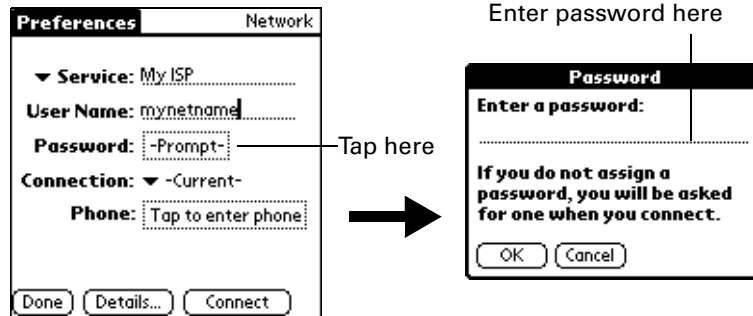 Preferences Network
Service: My ISP
User Name: mynetname
Password: -Prompt-
Connection: -Current-
Phone: Tap to enter phone
Done Details... Connect
Tap here
Enter password here
Password
Enter a password:
If you do not assign a
password, you will be asked
for one when you connect.
OK Cancel